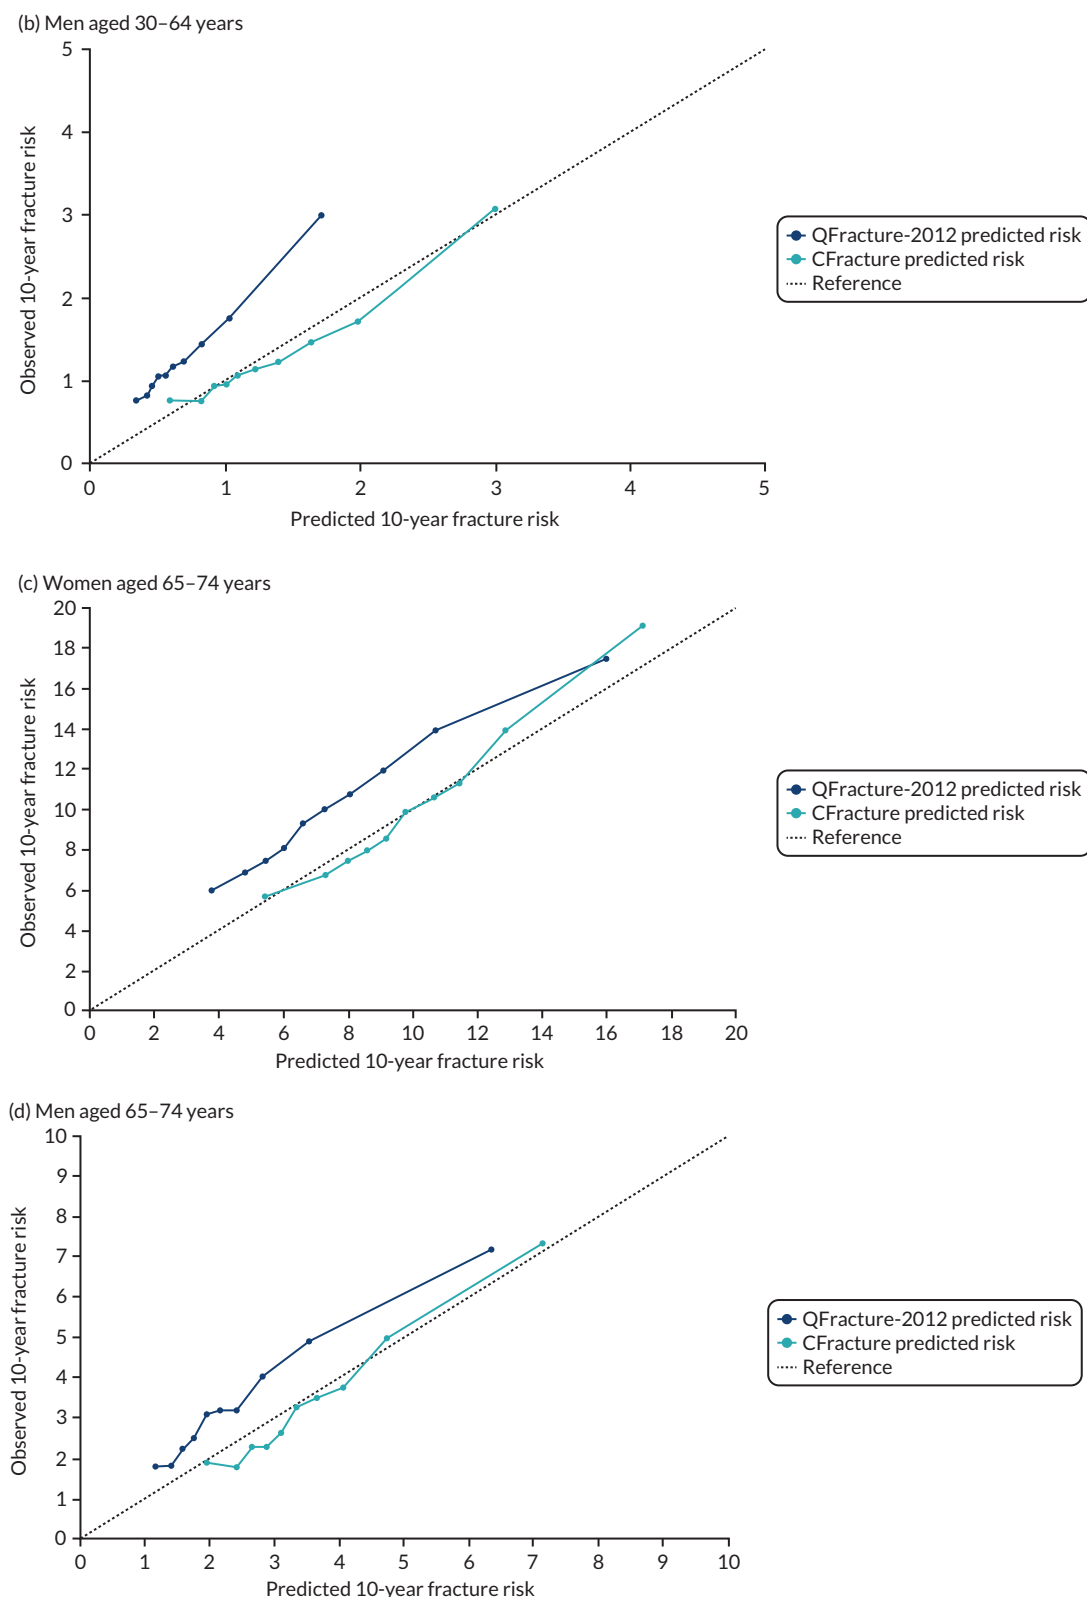 (b) Men aged 30–64 years
5
4
3
2
1
0
Observed 10-year fracture risk
0 1 2 3 4 5
Predicted 10-year fracture risk
QFracture-2012 predicted risk
CFracture predicted risk
Reference
(c) Women aged 65–74 years
20
18
16
14
12
10
8
6
4
2
0
Observed 10-year fracture risk
0 2 4 6 8 10 12 14 16 18 20
Predicted 10-year fracture risk
QFracture-2012 predicted risk
CFracture predicted risk
Reference
(d) Men aged 65–74 years
10
9
8
7
6
5
4
3
2
1
0
Observed 10-year fracture risk
0 1 2 3 4 5 6 7 8 9 10
Predicted 10-year fracture risk
QFracture-2012 predicted risk
CFracture predicted risk
Reference